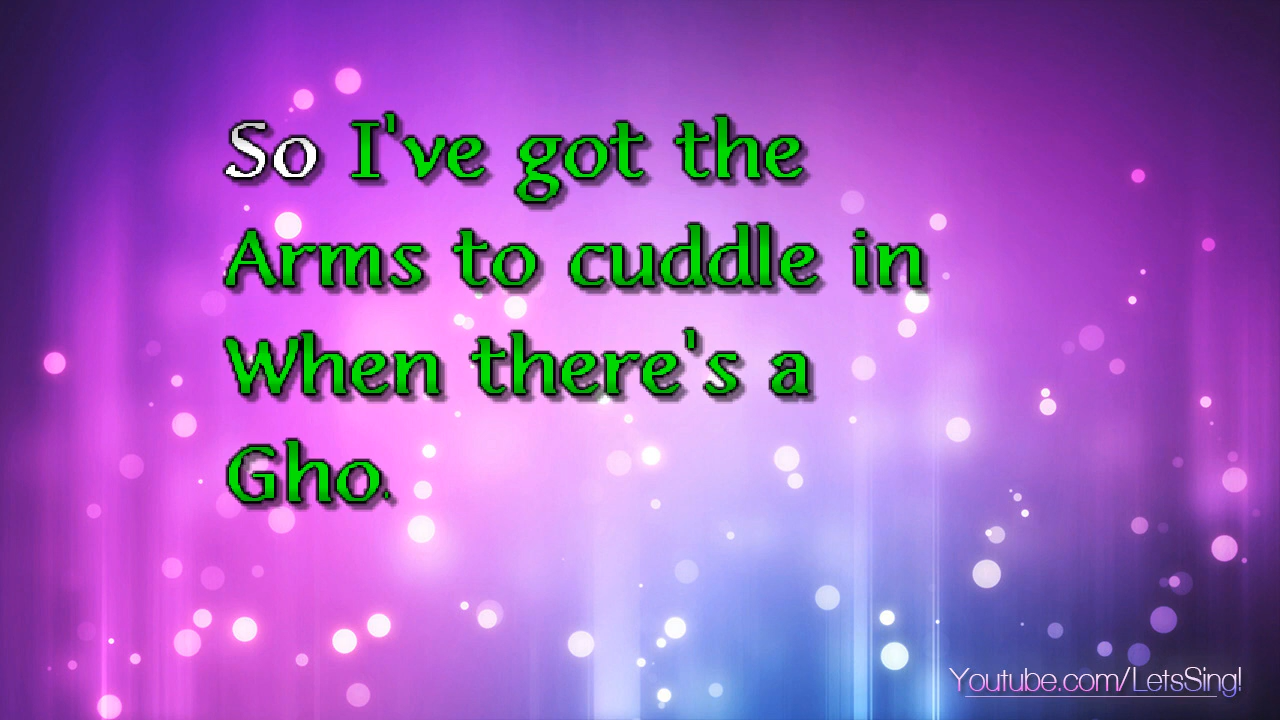 So I've got the
Arms to cuddle in
When there's a
Gho.
Youtube.com/LetsSing!